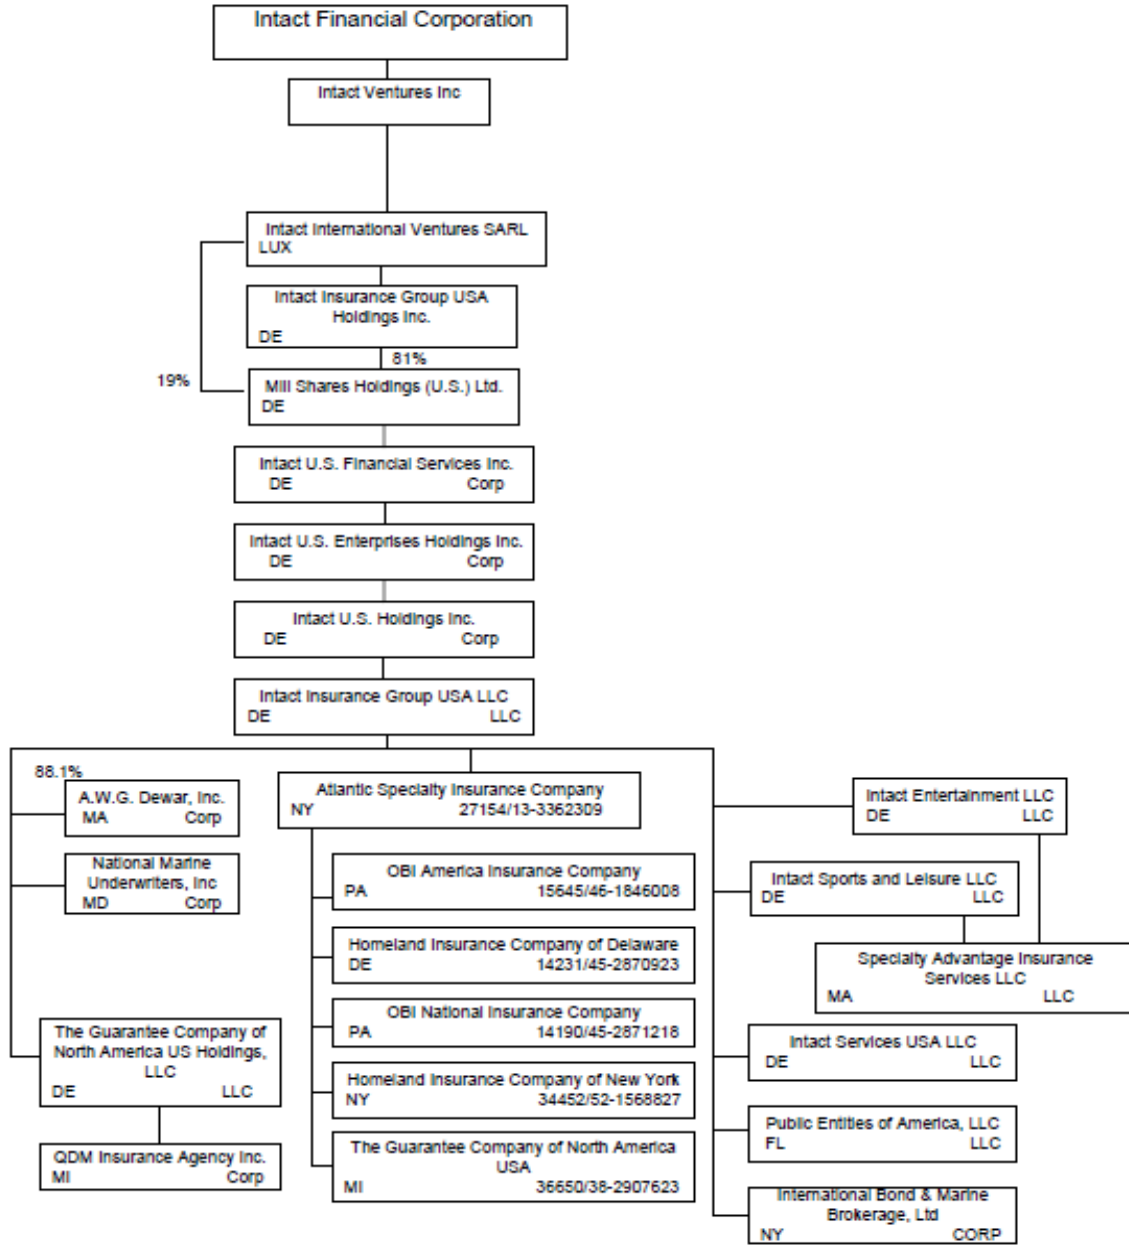 Intact Financial Corporation
Intact Ventures Inc
Intact International Ventures SARL
LUX
Intact Insurance Group USA
Holdings Inc.
DE
81%
19%
Mill Shares Holdings (U.S.) Ltd.
DE
Intact U.S. Financial Services Inc.
DE Corp
Intact U.S. Enterprises Holdings Inc.
DE Corp
Intact U.S. Holdings Inc.
DE Corp
Intact Insurance Group USA LLC
DE LLC
88.1%
A.W.G. Dewar, Inc.
MA Corp
National Marine
Underwriters, Inc
MD Corp
The Guarantee Company of
North America US Holdings,
LLC
DE LLC
QDM Insurance Agency Inc.
MI Corp
Atlantic Specialty Insurance Company
NY 27154/13-3362309
OBI America Insurance Company
PA 15645/46-1846008
Homeland Insurance Company of Delaware
DE 14231/45-2870923
OBI National Insurance Company
PA 14190/45-2871218
Homeland Insurance Company of New York
NY 34452/52-1568827
The Guarantee Company of North America
USA
MI 36650/38-2907623
Intact Entertainment LLC
DE LLC
Intact Sports and Leisure LLC
DE LLC
Specialty Advantage Insurance
Services LLC
MA LLC
Intact Services USA LLC
DE LLC
Public Entities of America, LLC
FL LLC
International Bond & Marine
Brokerage, Ltd
NY CORP